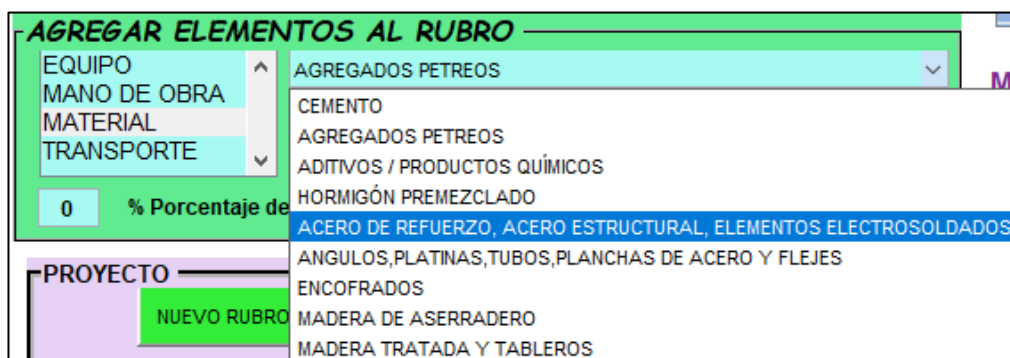 AGREGAR ELEMENTOS AL RUBRO
EQUIPO
MANO DE OBRA
MATERIAL
TRANSPORTE
AGREGADOS PETREOS
CEMENTO
AGREGADOS PETREOS
ADITIVOS / PRODUCTOS QUÍMICOS
HORMIGÓN PREMEZCLADO
ACERO DE REFUERZO, ACERO ESTRUCTURAL, ELEMENTOS ELECTROSOLDADOS
ANGULOS,PLATINAS,TUBOS,PLANCHAS DE ACERO Y FLEJES
ENCOFRADOS
MADERA DE ASERRADERO
MADERA TRATADA Y TABLEROS
0 % Porcentaje de
PROYECTO
NUEVO RUBRO